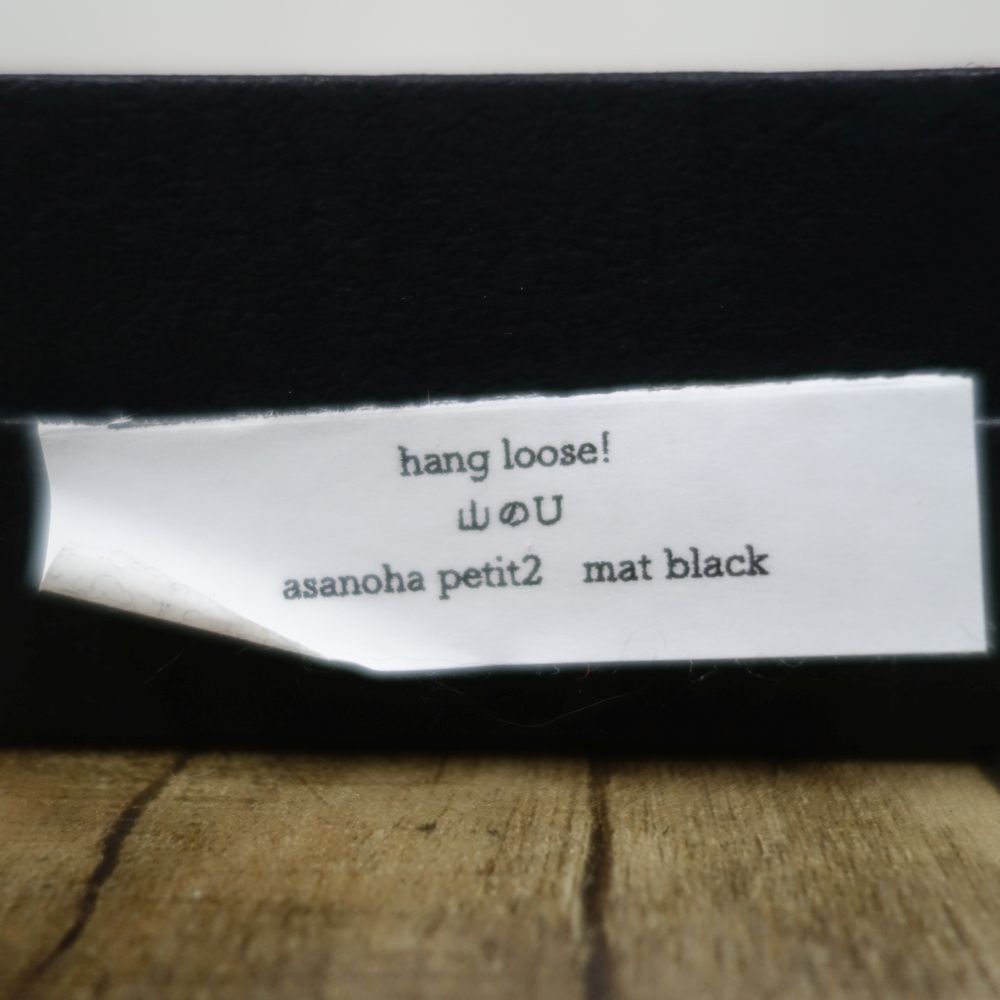 hang loose!
山のU
asanoha petit2 mat black